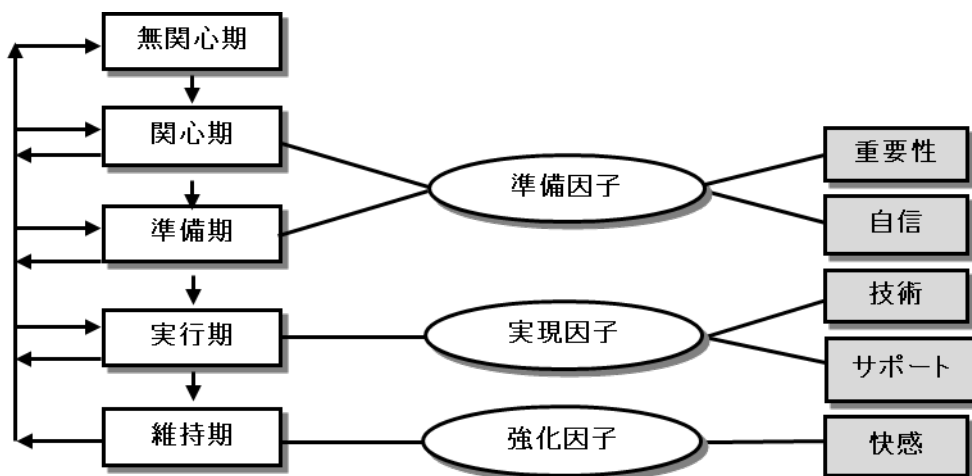 無関心期
関心期
準備期
実行期
維持期
準備因子
実現因子
強化因子
重要性
自信
技術
サポート
快感